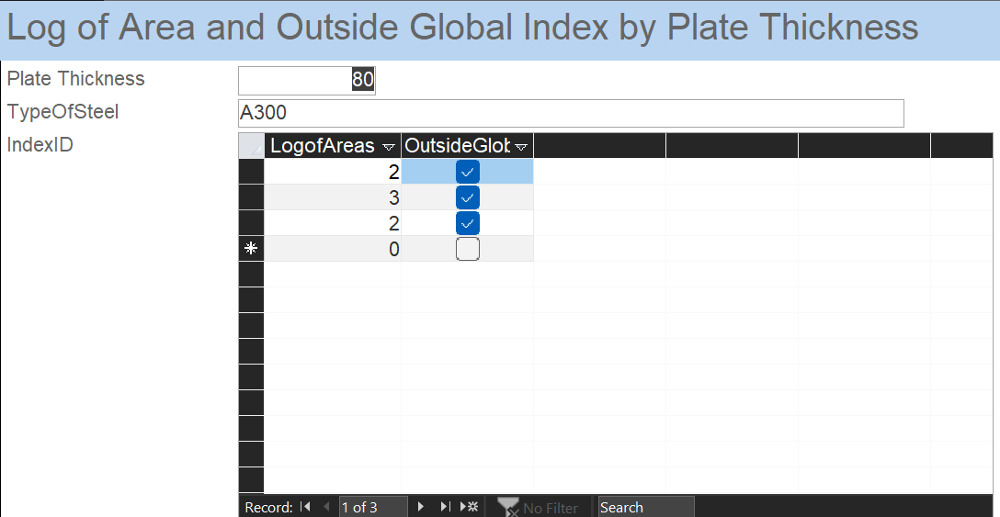 Log of Area and Outside Global Index by Plate Thickness
Plate Thickness 80
TypeOfSteel A300
IndexID
LogofAreas OutsideGlob
2
3
2
0
Record: 1 of 3 No Filter Search